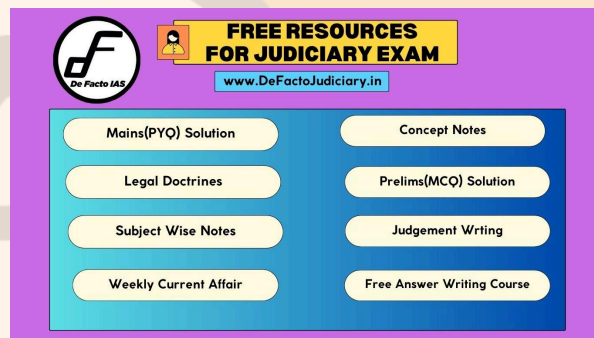 FREE RESOURCES
FOR JUDICIARY EXAM
De Facto IAS
www.DeFactoJudiciary.in
Mains(PYQ) Solution
Concept Notes
Legal Doctrines
Prelims(MCQ) Solution
Subject Wise Notes
Judgement Wrting
Weekly Current Affair
Free Answer Writing Course